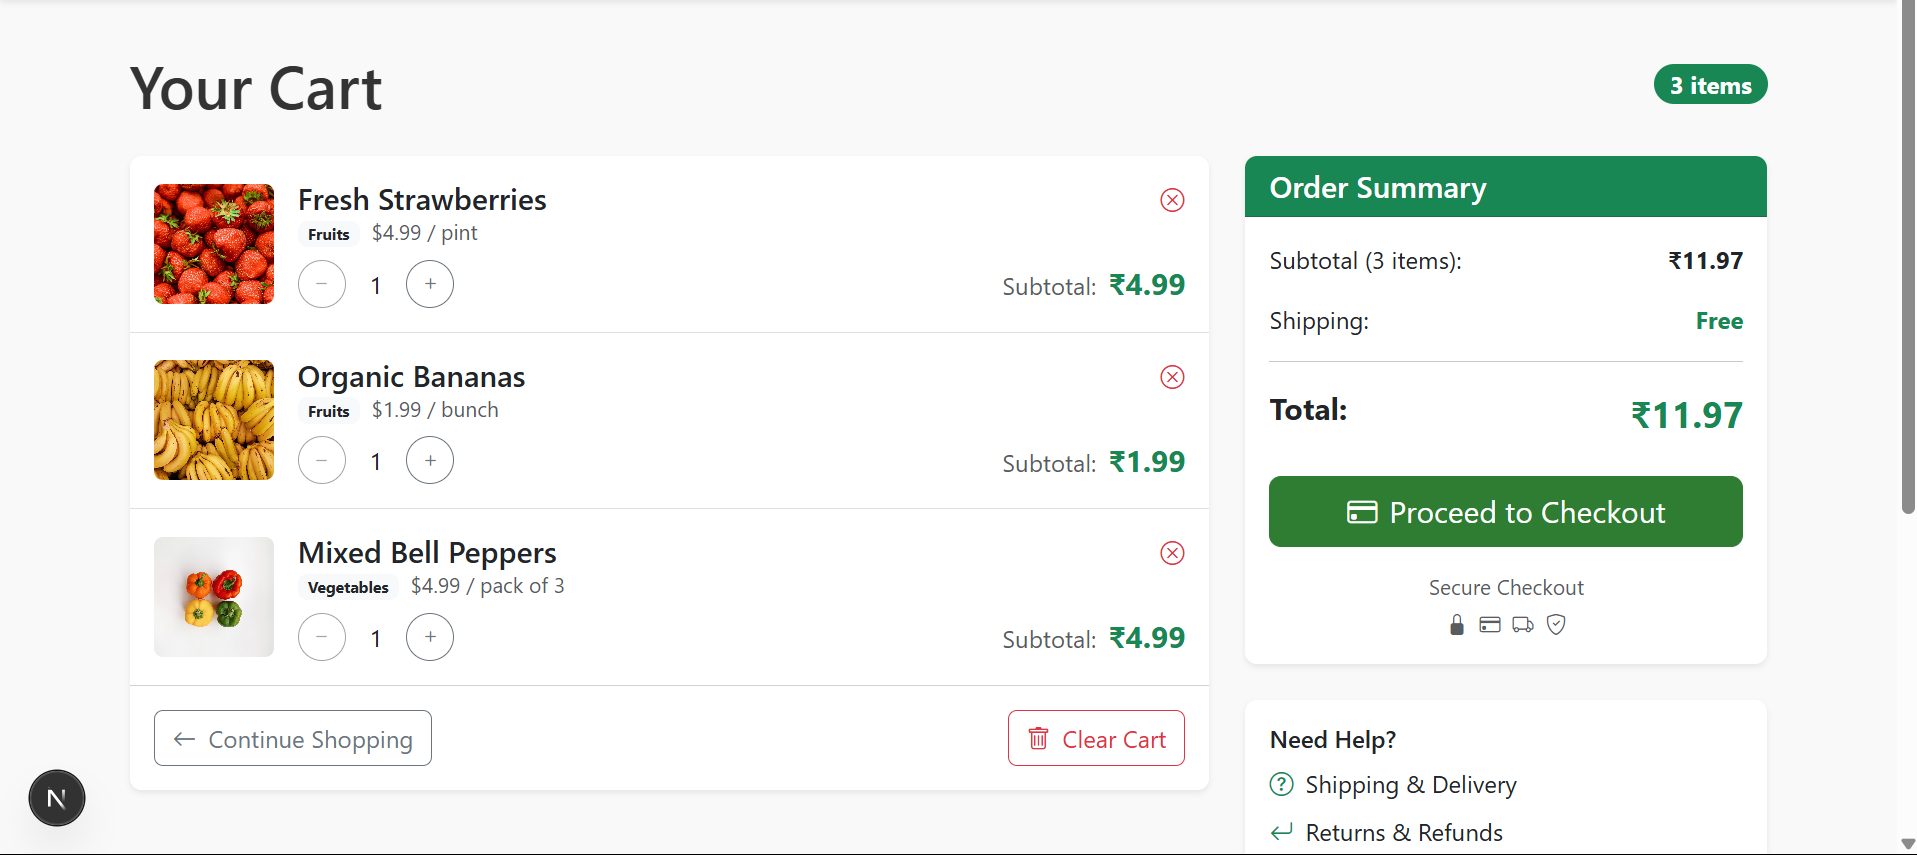 Your Cart
3 items
Fresh Strawberries
Fruits $4.99 / pint
1
Subtotal: ₹4.99
Organic Bananas
Fruits $1.99 / bunch
1
Subtotal: ₹1.99
Mixed Bell Peppers
Vegetables $4.99 / pack of 3
1
Subtotal: ₹4.99
Continue Shopping
Clear Cart
Order Summary
Subtotal (3 items): ₹11.97
Shipping: Free
Total: ₹11.97
Proceed to Checkout
Secure Checkout
Need Help?
Shipping & Delivery
Returns & Refunds
N